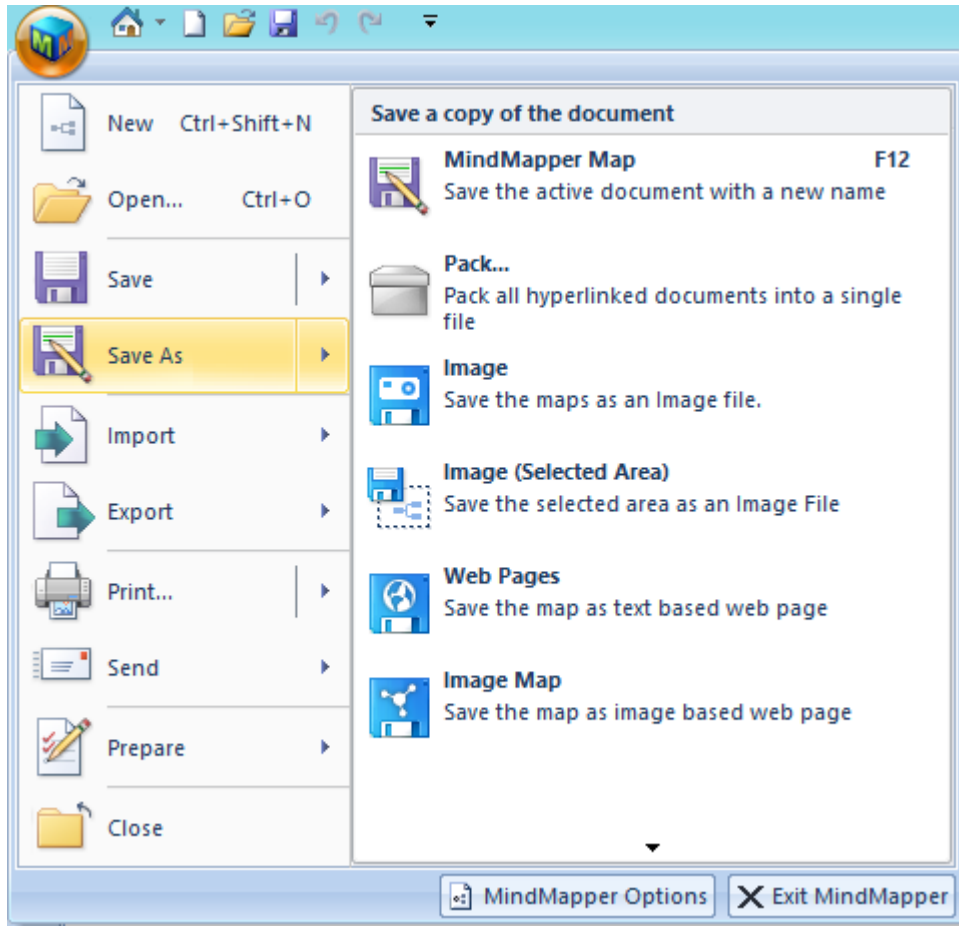 New Ctrl+Shift+N
Open... Ctrl+O
Save
Save As
Import
Export
Print...
Send
Prepare
Close
Save a copy of the document
MindMapper Map F12
Save the active document with a new name
Pack...
Pack all hyperlinked documents into a single
file
Image
Save the maps as an Image file.
Image (Selected Area)
Save the selected area as an Image File
Web Pages
Save the map as text based web page
Image Map
Save the map as image based web page
MindMapper Options
Exit MindMapper